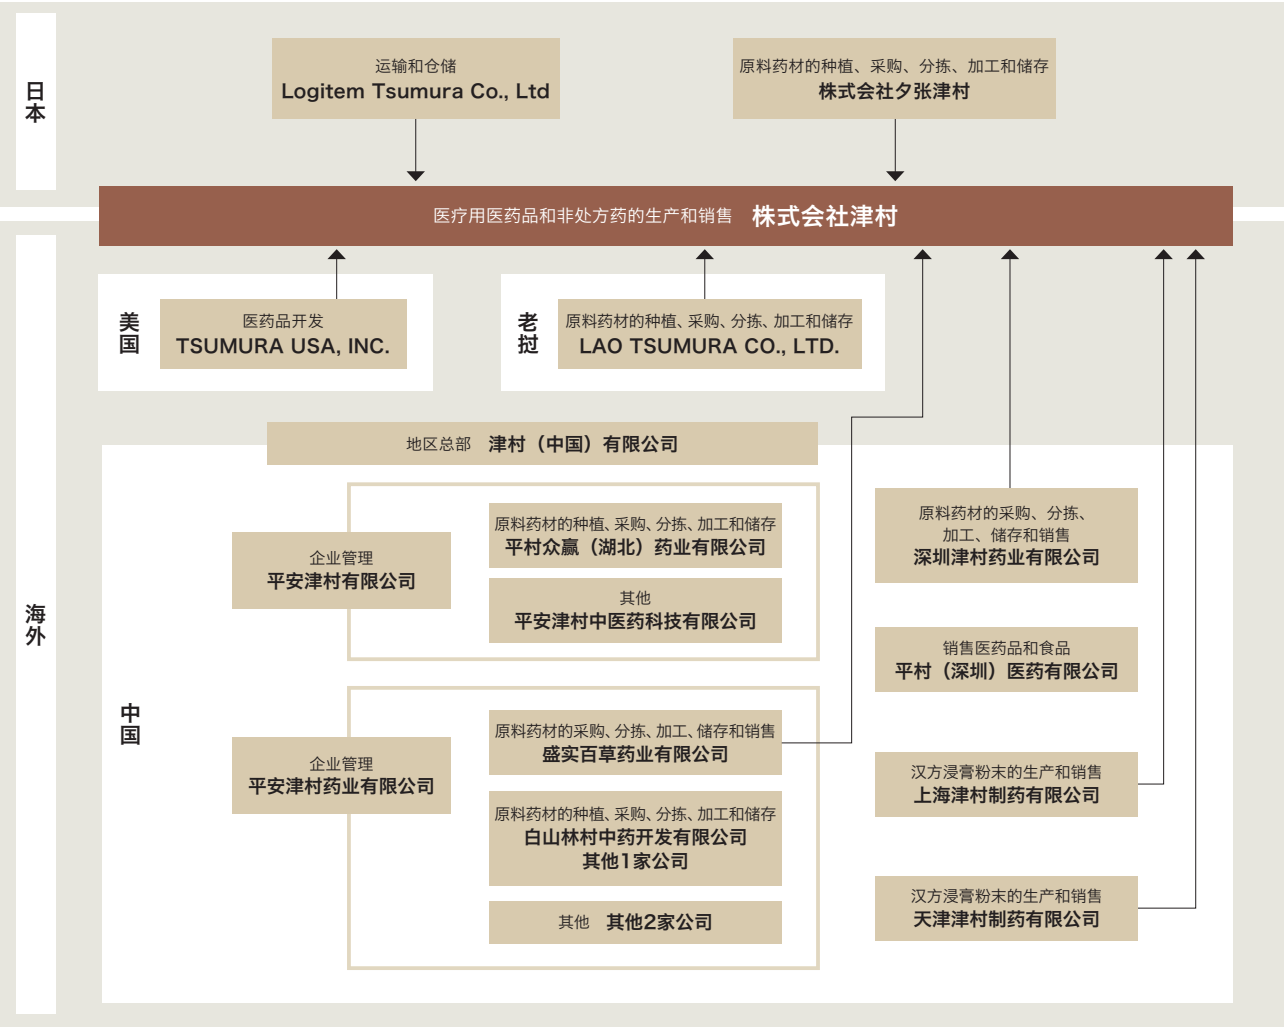 日本
运输和仓储
Logitem Tsumura Co., Ltd
原料药材的种植、采购、分拣、加工和储存
株式会社夕张津村
医疗用医药品和非处方药的生产和销售 株式会社津村
海外
美国
医药品开发
TSUMURA USA, INC.
老挝
原料药材的种植、采购、分拣、加工和储存
LAO TSUMURA CO., LTD.
中国
地区总部 津村（中国）有限公司
企业管理
平安津村有限公司
原料药材的种植、采购、分拣、加工和储存
平村众赢（湖北）药业有限公司
其他
平安津村中医药科技有限公司
企业管理
平安津村药业有限公司
原料药材的采购、分拣、加工、储存和销售
盛实百草药业有限公司
原料药材的种植、采购、分拣、加工和储存
白山林村中药开发有限公司
其他1家公司
其他 其他2家公司
原料药材的采购、分拣、
加工、储存和销售
深圳津村药业有限公司
销售医药品和食品
平村（深圳）医药有限公司
汉方浸膏粉末的生产和销售
上海津村制药有限公司
汉方浸膏粉末的生产和销售
天津津村制药有限公司